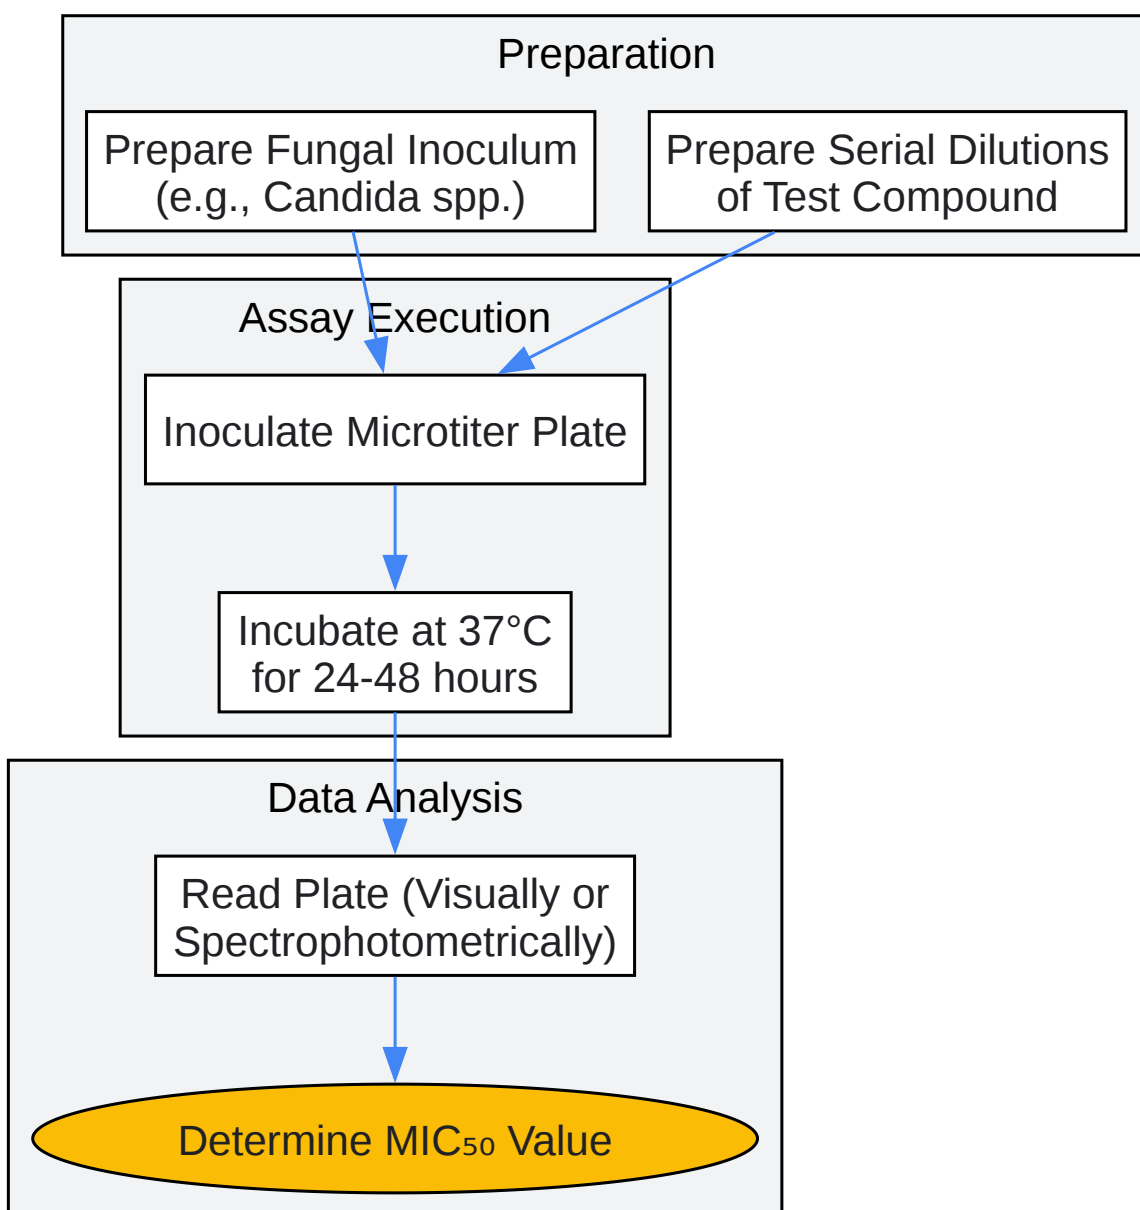 Preparation
Prepare Fungal Inoculum
(e.g., Candida spp.)
Prepare Serial Dilutions
of Test Compound
Assay Execution
Inoculate Microtiter Plate
Incubate at 37°C
for 24-48 hours
Data Analysis
Read Plate (Visually or
Spectrophotometrically)
Determine MIC₅₀ Value